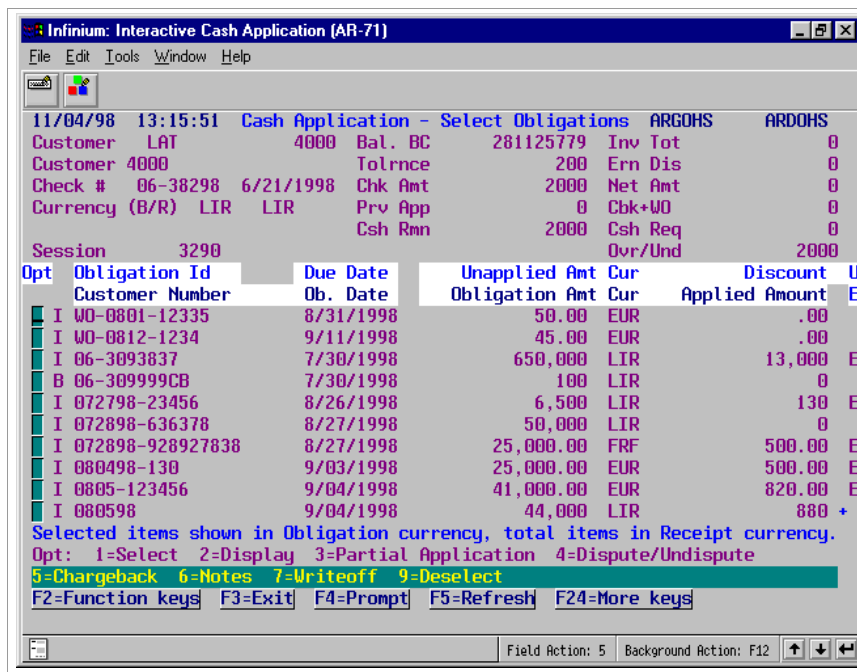 Infinium: Interactive Cash Application (AR-71)
File Edit Tools Window Help
11/04/98 13:15:51 Cash Application - Select Obligations ARGOHS ARDOHS
Customer LAT 4000 Bal. BC 281125779 Inv Tot 0
Customer 4000 Tolrnce 200 Ern Dis 0
Check # 06-38298 6/21/1998 Chk Amt 2000 Net Amt 0
Currency (B/R) LIR LIR Prv App 0 Cbk+WO 0
Csh Rmn 2000 Csh Req 0
Session 3290 Ovr/Und 2000
Opt Obligation Id Due Date Unapplied Amt Cur Discount U
Customer Number Ob. Date Obligation Amt Cur Applied Amount E
I WO-0801-12335 8/31/1998 50.00 EUR .00
I WO-0812-1234 9/11/1998 45.00 EUR .00
I 06-3093837 7/30/1998 650,000 LIR 13,000 E
B 06-309999CB 7/30/1998 100 LIR 0
I 072798-23456 8/26/1998 6,500 LIR 130 E
I 072898-636378 8/27/1998 50,000 LIR 0
I 072898-928927838 8/27/1998 25,000.00 FRF 500.00 E
I 080498-130 9/03/1998 25,000.00 EUR 500.00 E
I 0805-123456 9/04/1998 41,000.00 EUR 820.00 E
I 080598 9/04/1998 44,000 LIR 880 +
Selected items shown in Obligation currency, total items in Receipt currency.
Opt: 1=Select 2=Display 3=Partial Application 4=Dispute/Undispute
5=Chargeback 6=Notes 7=Writeoff 9=Deselect
F2=Function keys F3=Exit F4=Prompt F5=Refresh F24=More keys
Field Action: 5 Background Action: F12